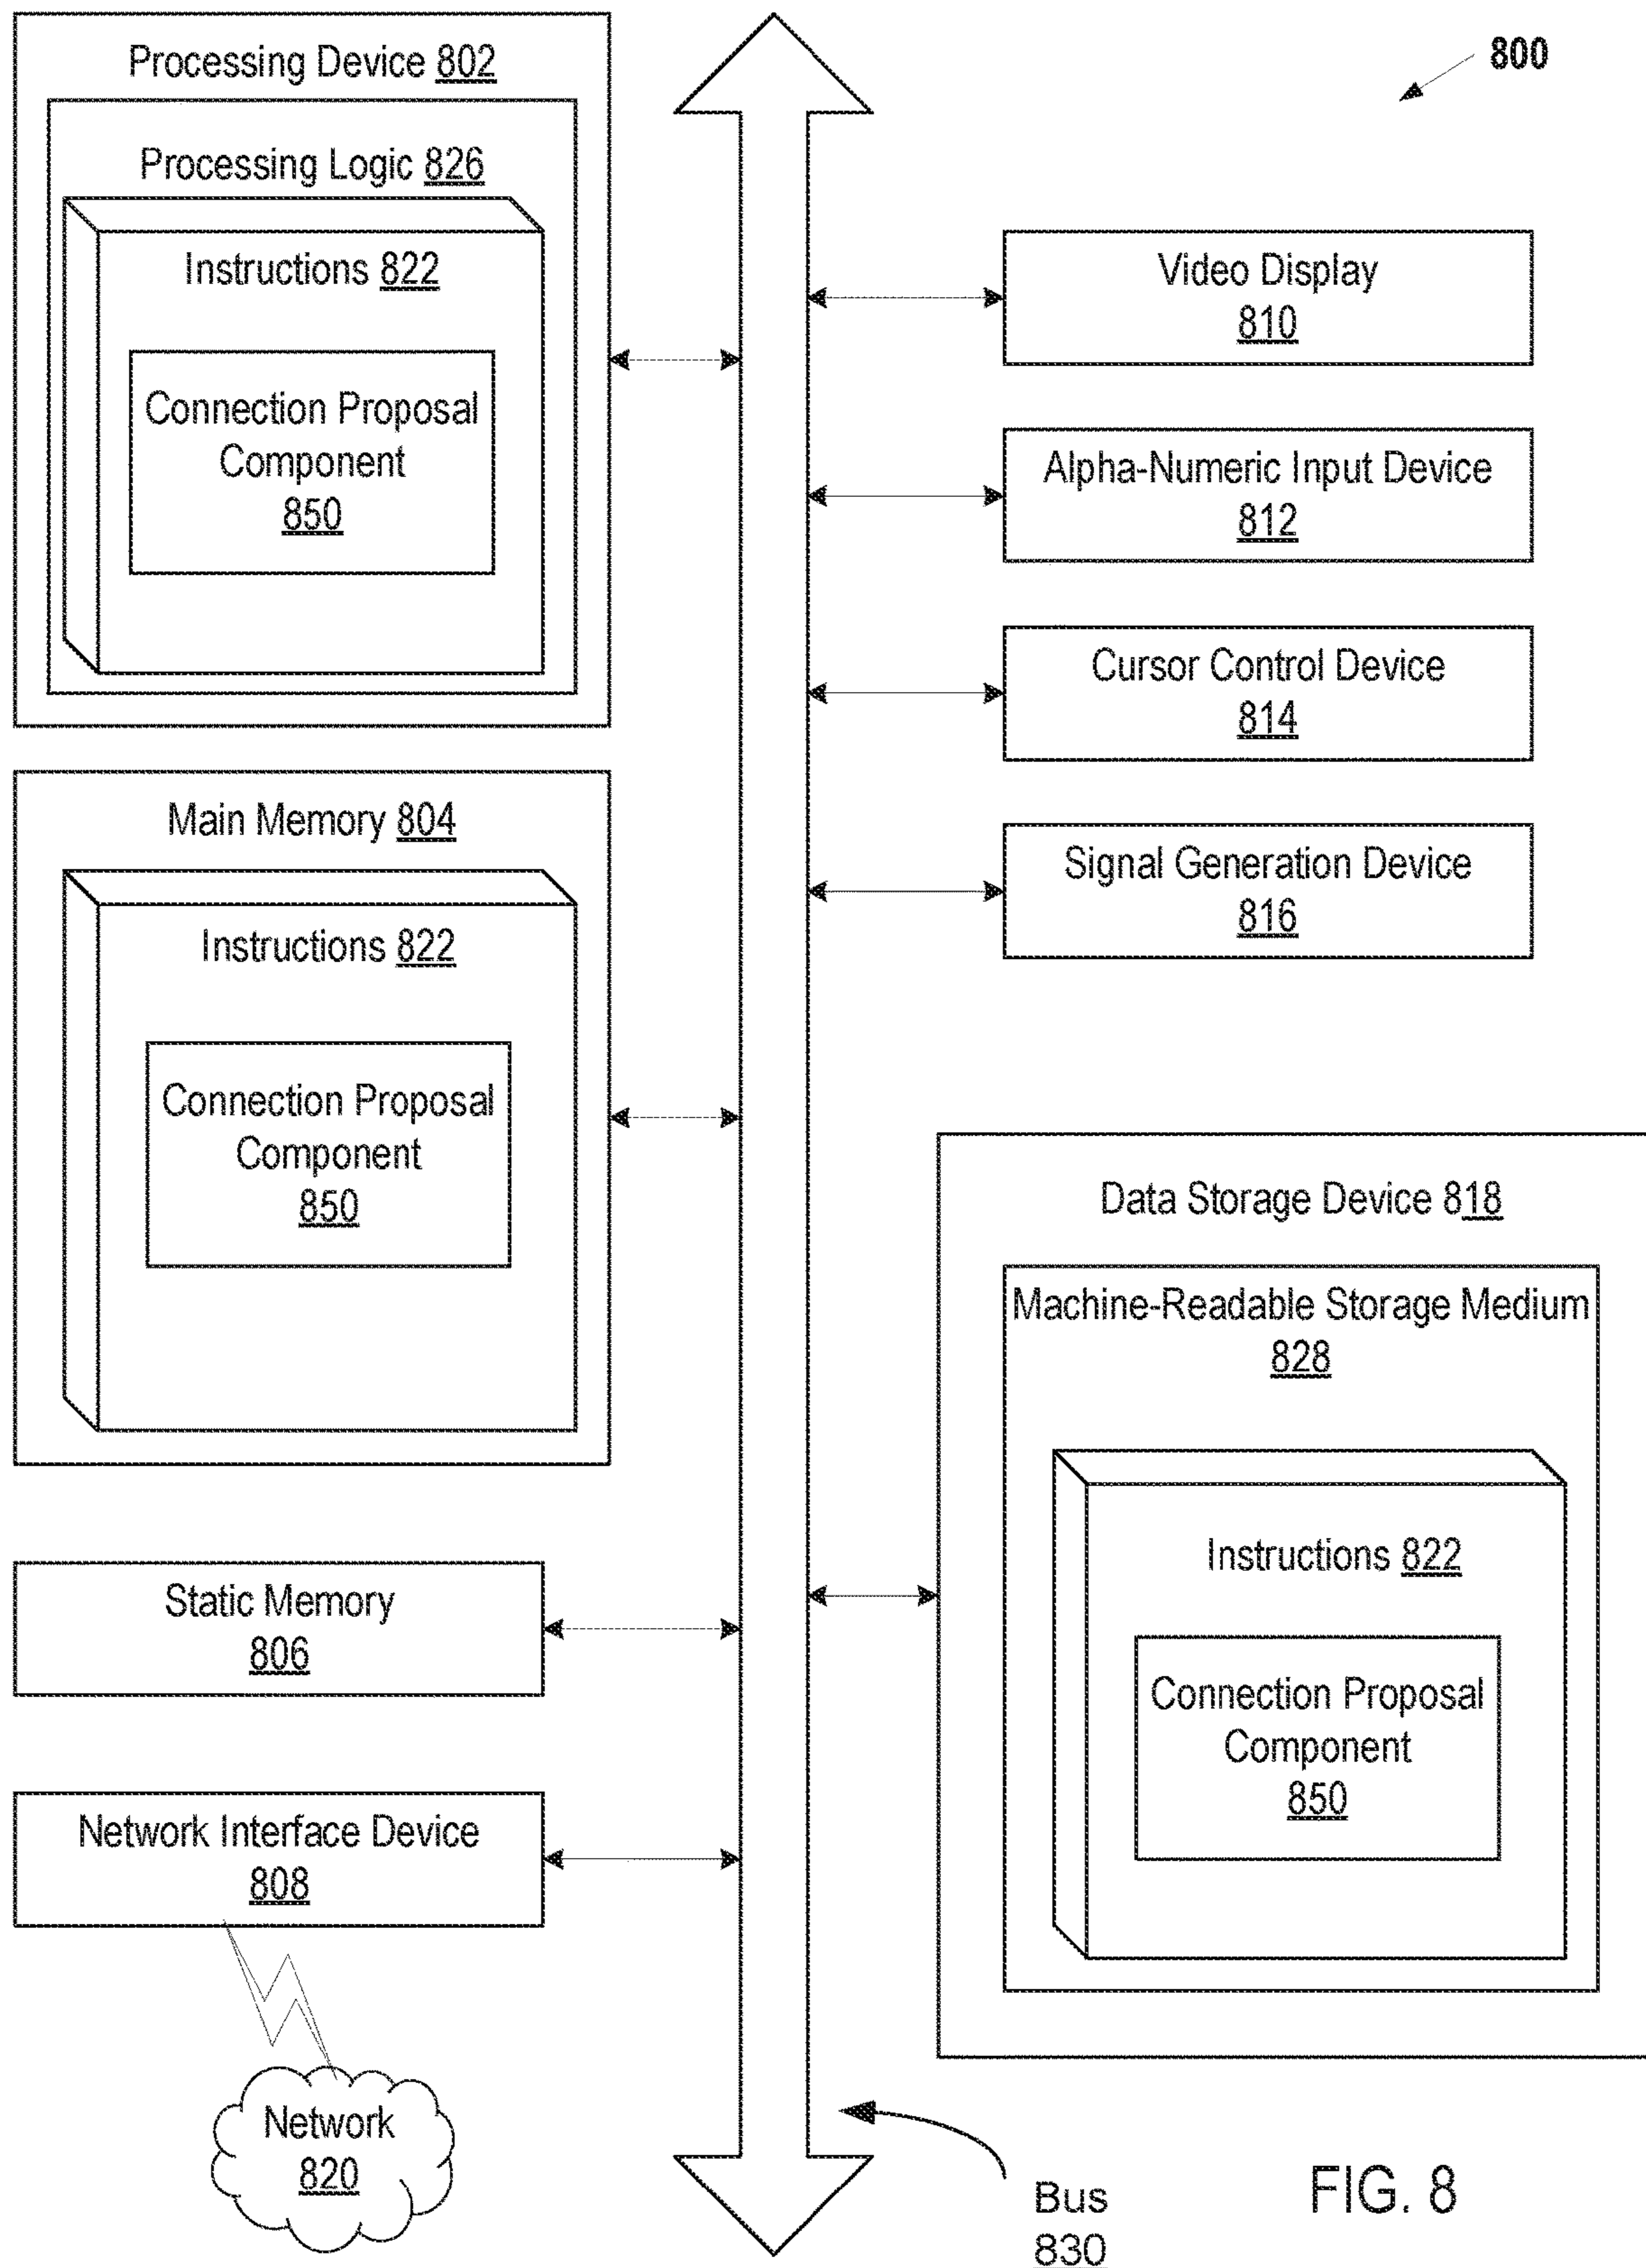 Processing Device 802
Processing Logic 826
Instructions 822
Connection Proposal
Component
850
Main Memory 804
Instructions 822
Connection Proposal
Component
850
Static Memory
806
Network Interface Device
808
Network
820
800
Video Display
810
Alpha-Numeric Input Device
812
Cursor Control Device
814
Signal Generation Device
816
Data Storage Device 818
Machine-Readable Storage Medium
828
Instructions 822
Connection Proposal
Component
850
Bus
830
FIG. 8